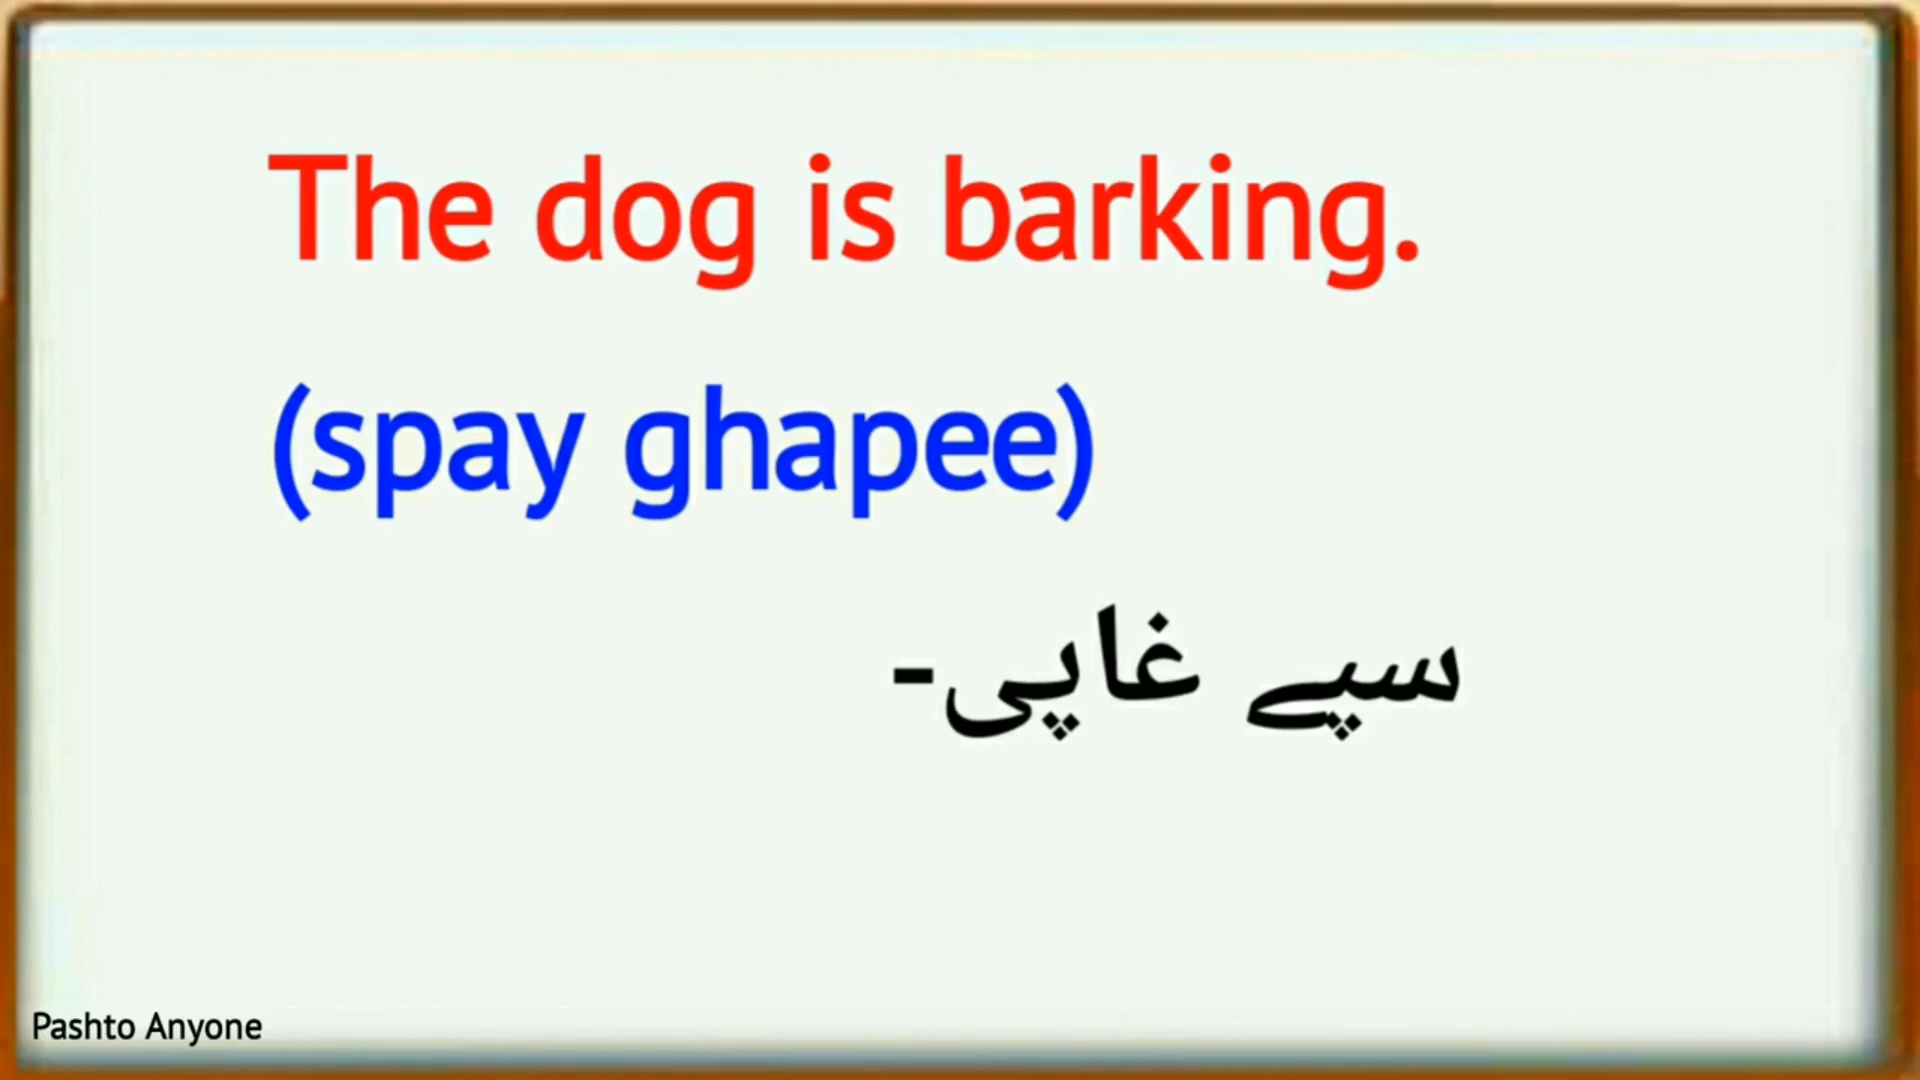 The dog is barking.
(spay ghapee)
سپے غاپی-
Pashto Anyone